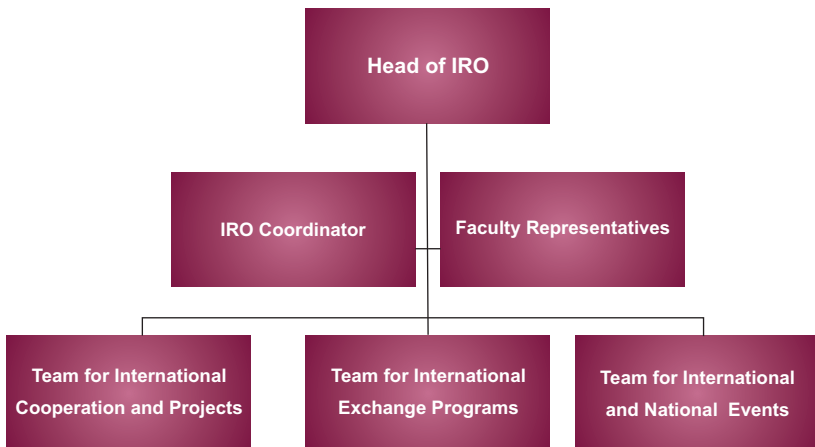 Head of IRO
IRO Coordinator
Faculty Representatives
Team for International
Cooperation and Projects
Team for International
Exchange Programs
Team for International
and National Events